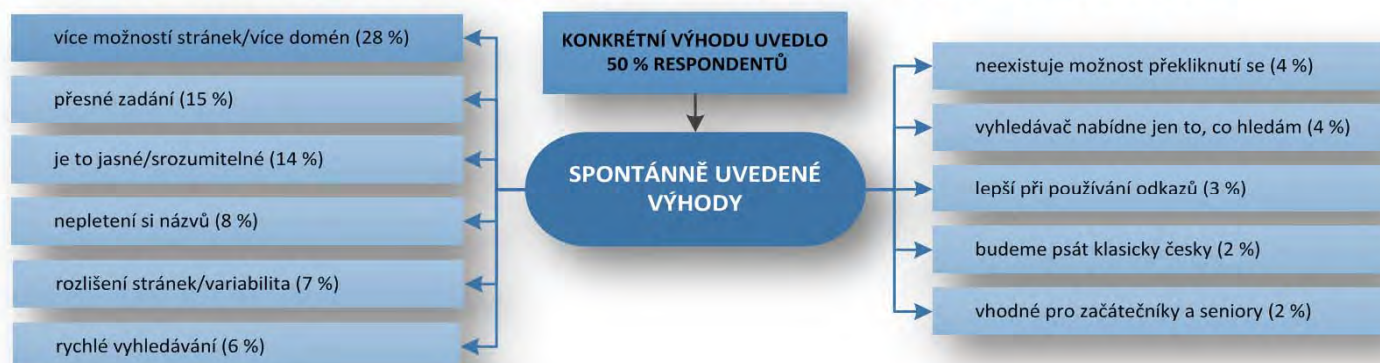 více možností stránek/více domén (28 %)
přesné zadání (15 %)
je to jasné/srozumitelné (14 %)
nepletení si názvů (8 %)
rozlišení stránek/variabilita (7 %)
rychlé vyhledávání (6 %)
KONKRÉTNÍ VÝHODU UVEDLO
50 % RESPONDENTŮ
SPONTÁNNĚ UVEDENÉ
VÝHODY
neexistuje možnost překliknutí se (4 %)
vyhledávač nabídne jen to, co hledám (4 %)
lepší při používání odkazů (3 %)
budeme psát klasicky česky (2 %)
vhodné pro začátečníky a seniory (2 %)